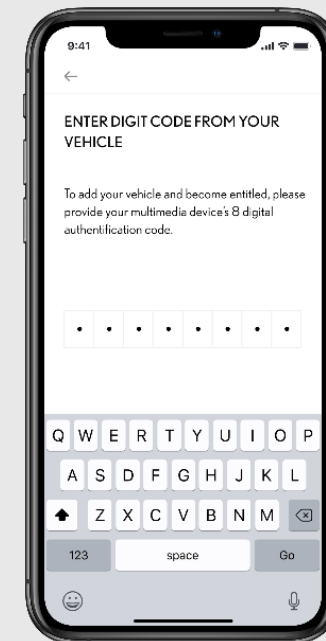 9:41
ENTER DIGIT CODE FROM YOUR
VEHICLE
To add your vehicle and become entitled, please
provide your multimedia device's 8 digital
authentification code.
Q W E R T Y U I O P
A S D F G H J K L
Z X C V B N M
123 space Go